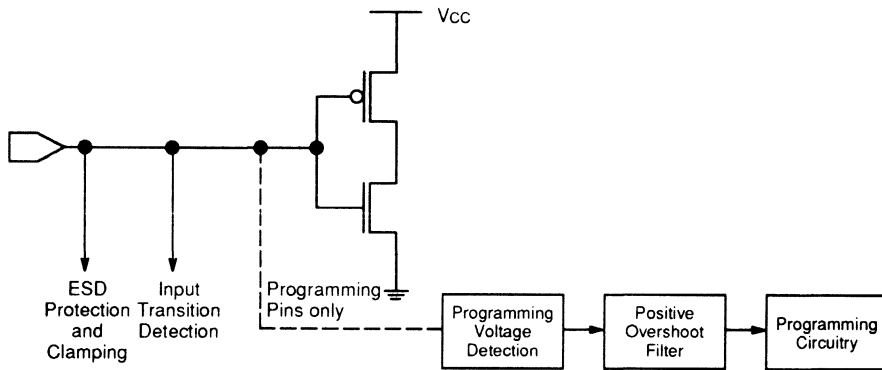 Vcc
ESD
Protection
and
Clamping
Input
Transition
Detection
Programming
Pins only
Programming
Voltage
Detection
Positive
Overshoot
Filter
Programming
Circuitry